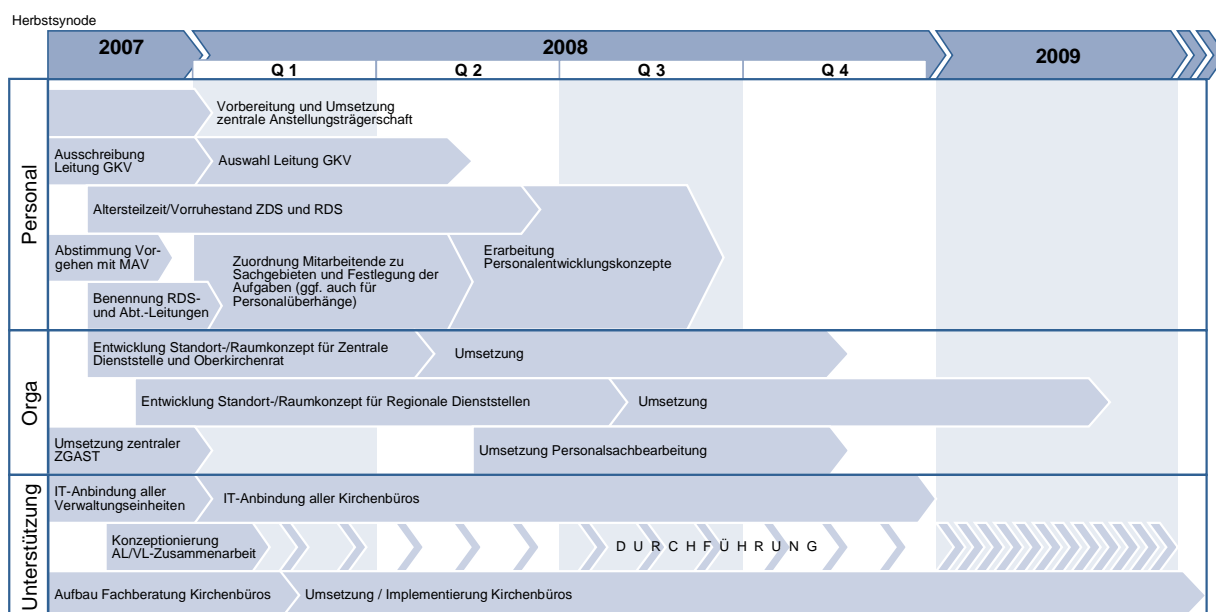 Herbstsynode
2007
2008
2009
Q 1
Q 2
Q 3
Q 4
Personal
Vorbereitung und Umsetzung
zentrale Anstellungsträgerschaft
Ausschreibung
Leitung GKV
Auswahl Leitung GKV
Altersteilzeit/Vorruhestand ZDS und RDS
Abstimmung Vor-
gehen mit MAV
Zuordnung Mitarbeitende zu
Sachgebieten und Festlegung der
Aufgaben (ggf. auch für
Personalüberhänge)
Erarbeitung
Personalentwicklungskonzepte
Benennung RDS-
und Abt.-Leitungen
Orga
Entwicklung Standort-/Raumkonzept für Zentrale
Dienststelle und Oberkirchenrat
Umsetzung
Entwicklung Standort-/Raumkonzept für Regionale Dienststellen
Umsetzung
Umsetzung zentraler
ZGAST
Umsetzung Personalsachbearbeitung
Unterstützung
IT-Anbindung aller
Verwaltungseinheiten
IT-Anbindung aller Kirchenbüros
Konzeptionierung
AL/VL-Zusammenarbeit
D U R C H F Ü H R U N G
Aufbau Fachberatung Kirchenbüros
Umsetzung / Implementierung Kirchenbüros